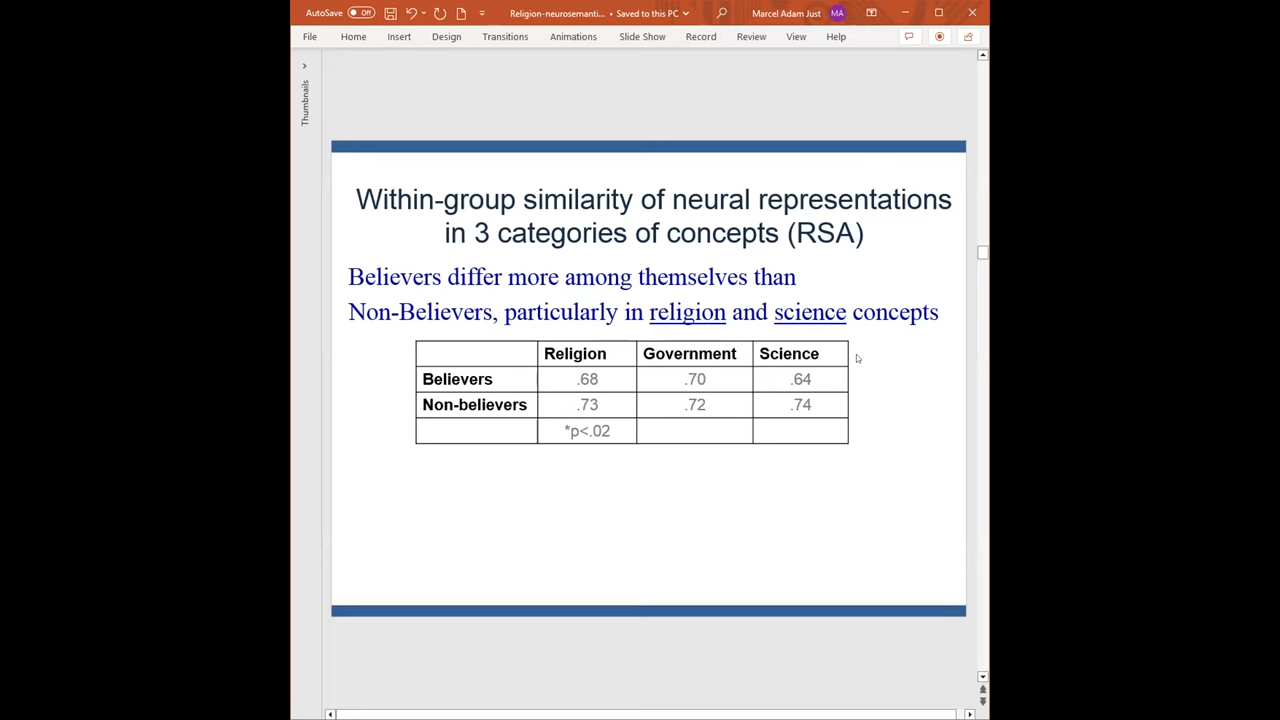 AutoSave Off Religion-neurosemanti... • Saved to this PC Marcel Adam Just MA
File Home Insert Design Transitions Animations Slide Show Record Review View Help
Thumbnails
Within-group similarity of neural representations
in 3 categories of concepts (RSA)
Believers differ more among themselves than
Non-Believers, particularly in religion and science concepts
Religion Government Science
Believers .68 .70 .64
Non-believers .73 .72 .74
*p<.02